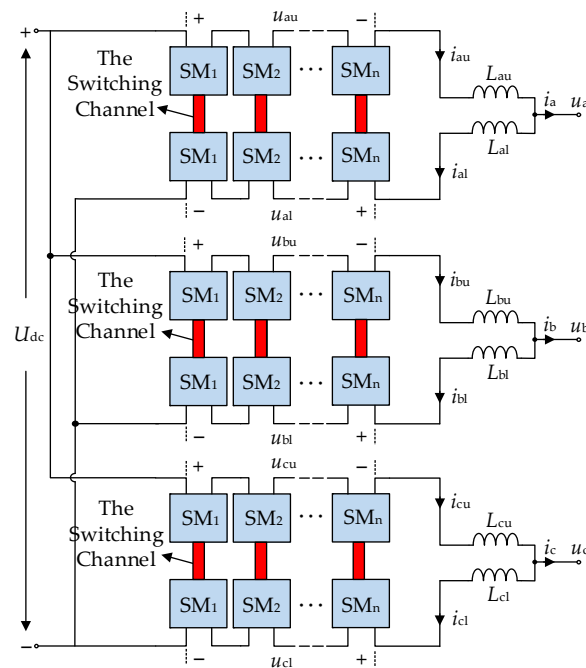 + u_au −
+ The Switching Channel SM₁ SM₂ ··· SMₙ i_au L_au i_a u_a
SM₁ SM₂ ··· SMₙ i_al L_al
− u_al +
+ u_bu −
U_dc The Switching Channel SM₁ SM₂ ··· SMₙ i_bu L_bu i_b u_b
SM₁ SM₂ ··· SMₙ i_bl L_bl
− u_bl +
+ u_cu −
The Switching Channel SM₁ SM₂ ··· SMₙ i_cu L_cu i_c u_c
SM₁ SM₂ ··· SMₙ i_cl L_cl
− − u_cl +